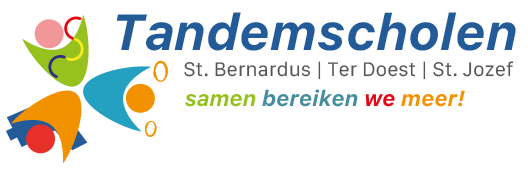 Tandemscholen
St. Bernardus | Ter Doest | St. Jozef
samen bereiken we meer!